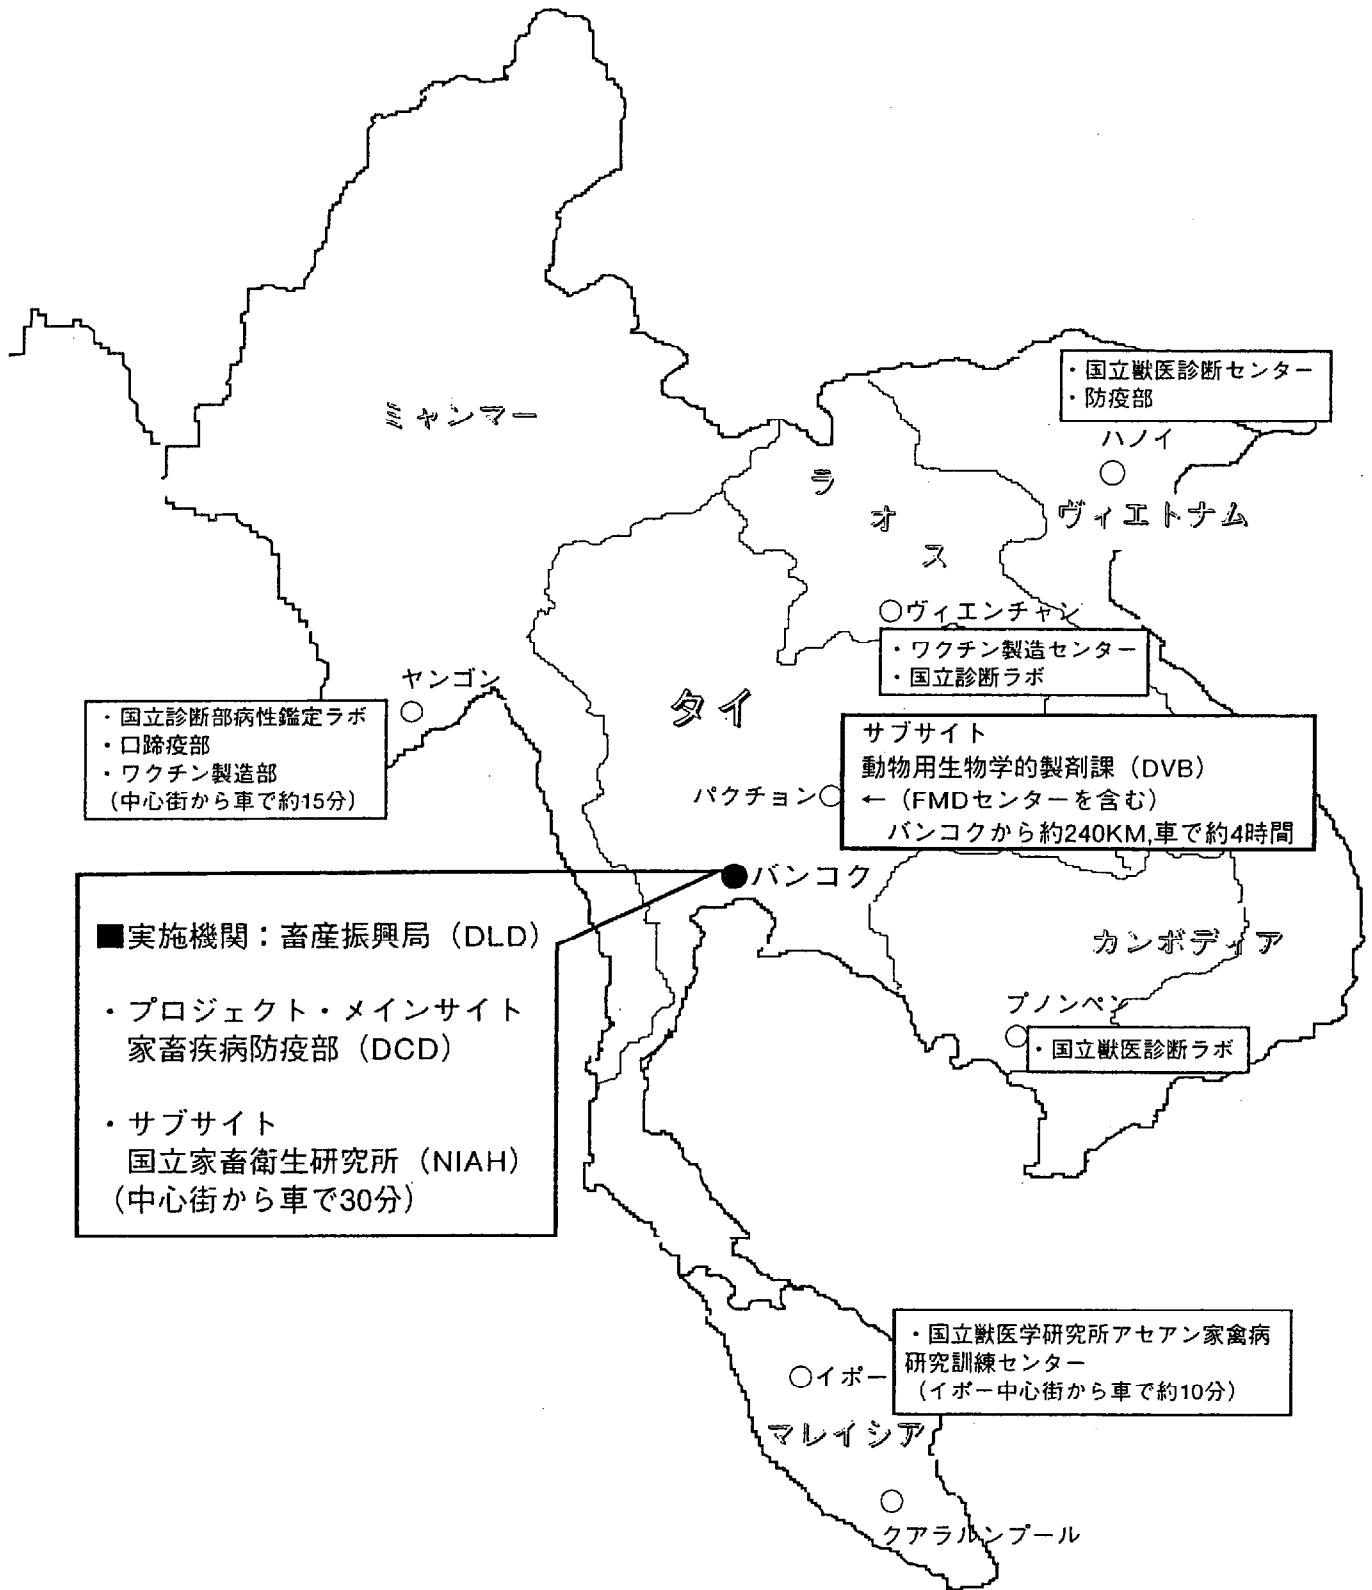 ・国立獣医診断センター
・防疫部
ハノイ
ミャンマー
ラオス
ヴィエトナム
ヴィエンチャン
・ワクチン製造センター
・国立診断ラボ
ヤンゴン
・国立診断部病性鑑定ラボ
・口蹄疫部
・ワクチン製造部
（中心街から車で約15分）
タイ
サブサイト
動物用生物学的製剤課（DVB）
←（FMDセンターを含む）
バンコクから約240KM,車で約4時間
パクチョン
バンコク
■実施機関：畜産振興局（DLD）
・プロジェクト・メインサイト
家畜疾病防疫部（DCD）
・サブサイト
国立家畜衛生研究所（NIAH）
（中心街から車で30分）
カンボディア
プノンペン
・国立獣医診断ラボ
・国立獣医学研究所アセアン家禽病
研究訓練センター
（イポー中心街から車で約10分）
イポー
マレイシア
クアラルンプール